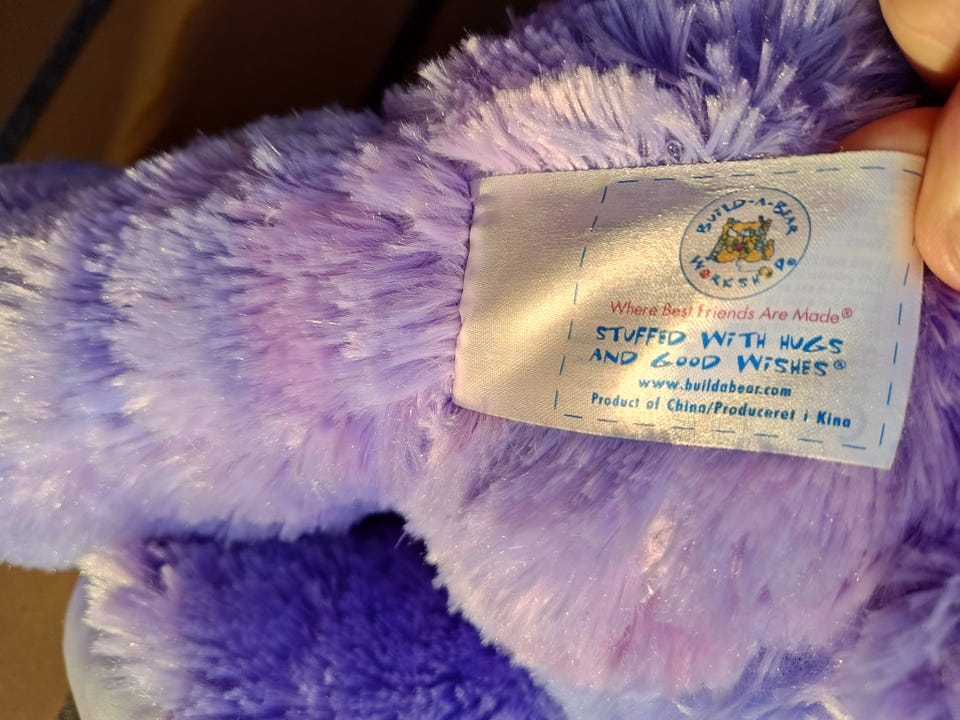 BUILD-A-BEAR
WORKSHOP®
Where Best Friends Are Made®
STUFFED WITH HUGS
AND GOOD WISHES®
www.buildabear.com
Product of China/Produceret i Kina